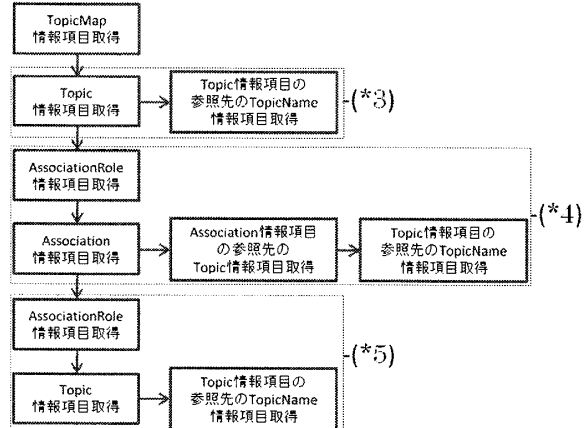 TopicMap
情報項目取得
Topic
情報項目取得
Topic情報項目の
参照先のTopicName
情報項目取得
(*3)
AssociationRole
情報項目取得
Association
情報項目取得
Association情報項目
の参照先の
Topic情報項目取得
Topic情報項目の
参照先のTopicName
情報項目取得
(*4)
AssociationRole
情報項目取得
Topic
情報項目取得
Topic情報項目の
参照先のTopicName
情報項目取得
(*5)